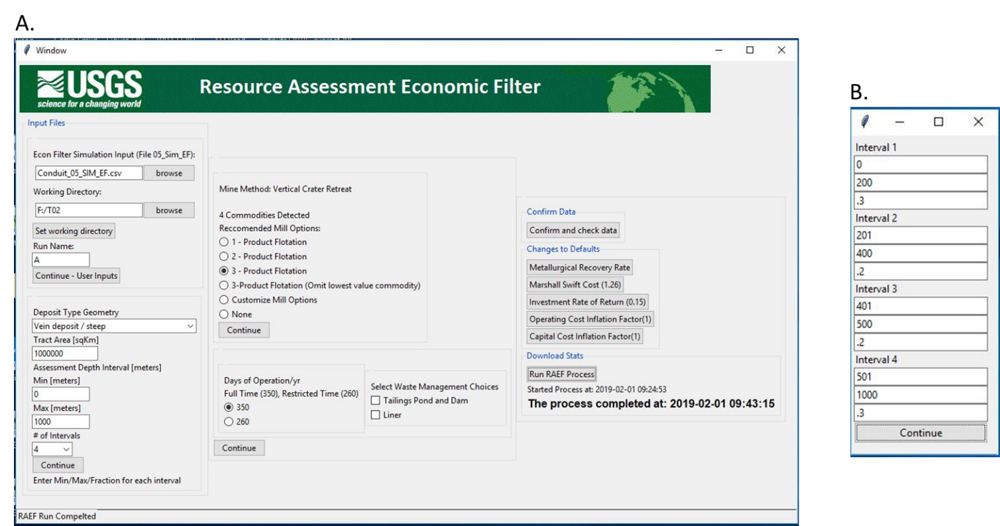 A.
Window
USGS
science for a changing world
Resource Assessment Economic Filter
Input Files
Econ Filter Simulation Input (File 05_Sim_EF):
Conduit_05_SIM_EF.csv browse
Working Directory:
F:/T02 browse
Set working directory
Run Name:
A
Continue - User Inputs
Deposit Type Geometry
Vein deposit / steep
Tract Area [sqKm]
1000000
Assessment Depth Interval [meters]
Min [meters]
0
Max [meters]
1000
# of Intervals
4
Continue
Enter Min/Max/Fraction for each interval
Mine Method: Vertical Crater Retreat
4 Commodities Detected
Reccomended Mill Options:
1 - Product Flotation
2 - Product Flotation
3 - Product Flotation
3-Product Flotation (Omit lowest value commodity)
Customize Mill Options
None
Continue
Days of Operation/yr
Full Time (350), Restricted Time (260)
350
260
Select Waste Management Choices
Tailings Pond and Dam
Liner
Continue
Confirm Data
Confirm and check data
Changes to Defaults
Metallurgical Recovery Rate
Marshall Swift Cost (1.26)
Investment Rate of Return (0.15)
Operating Cost Inflation Factor(1)
Capital Cost Inflation Factor(1)
Download Stats
Run RAEF Process
Started Process at: 2019-02-01 09:24:53
The process completed at: 2019-02-01 09:43:15
RAEF Run Compelted
B.
Interval 1
0
200
.3
Interval 2
201
400
.2
Interval 3
401
500
.2
Interval 4
501
1000
.3
Continue